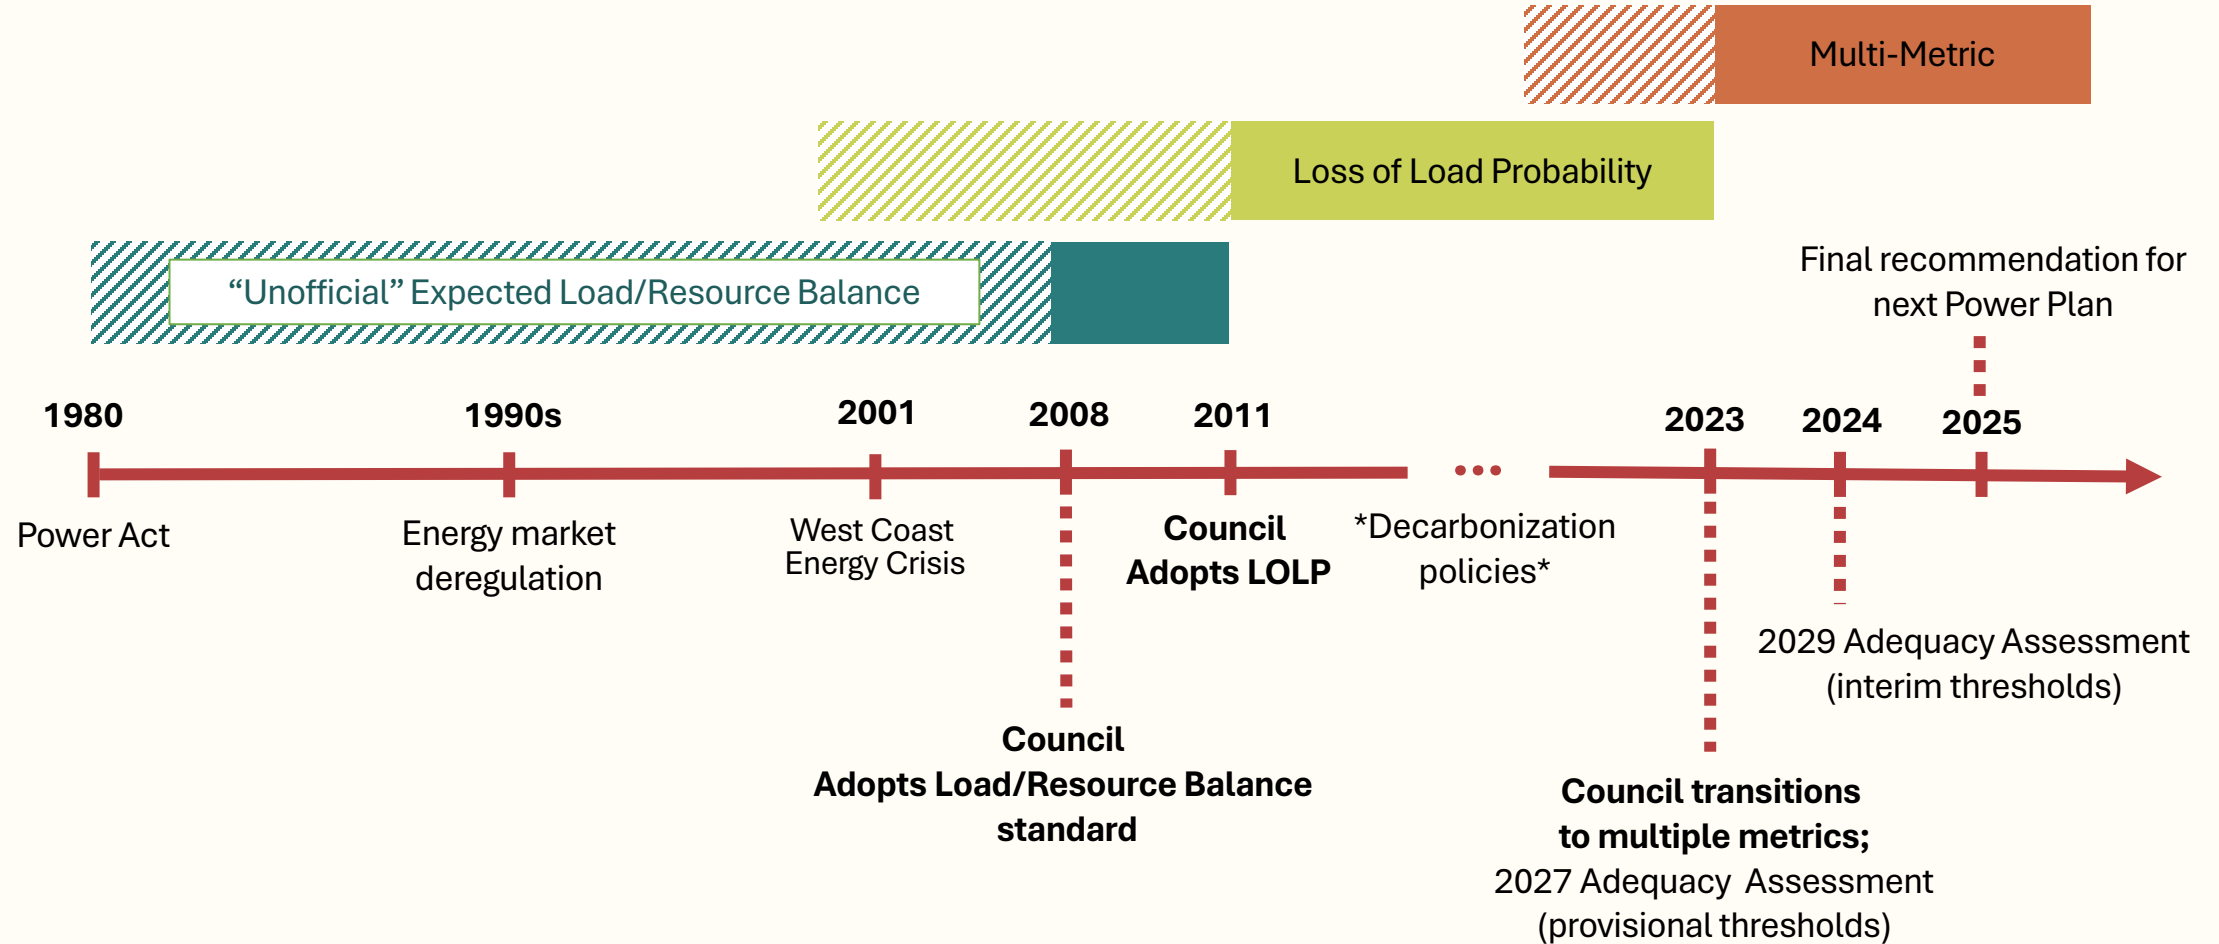 Multi-Metric
Loss of Load Probability
“Unofficial” Expected Load/Resource Balance
Final recommendation for
next Power Plan
1980
1990s
2001
2008
2011
2023
2024
2025
Power Act
Energy market
deregulation
West Coast
Energy Crisis
Council
Adopts LOLP
*Decarbonization
policies*
2029 Adequacy Assessment
(interim thresholds)
Council
Adopts Load/Resource Balance
standard
Council transitions
to multiple metrics;
2027 Adequacy Assessment
(provisional thresholds)